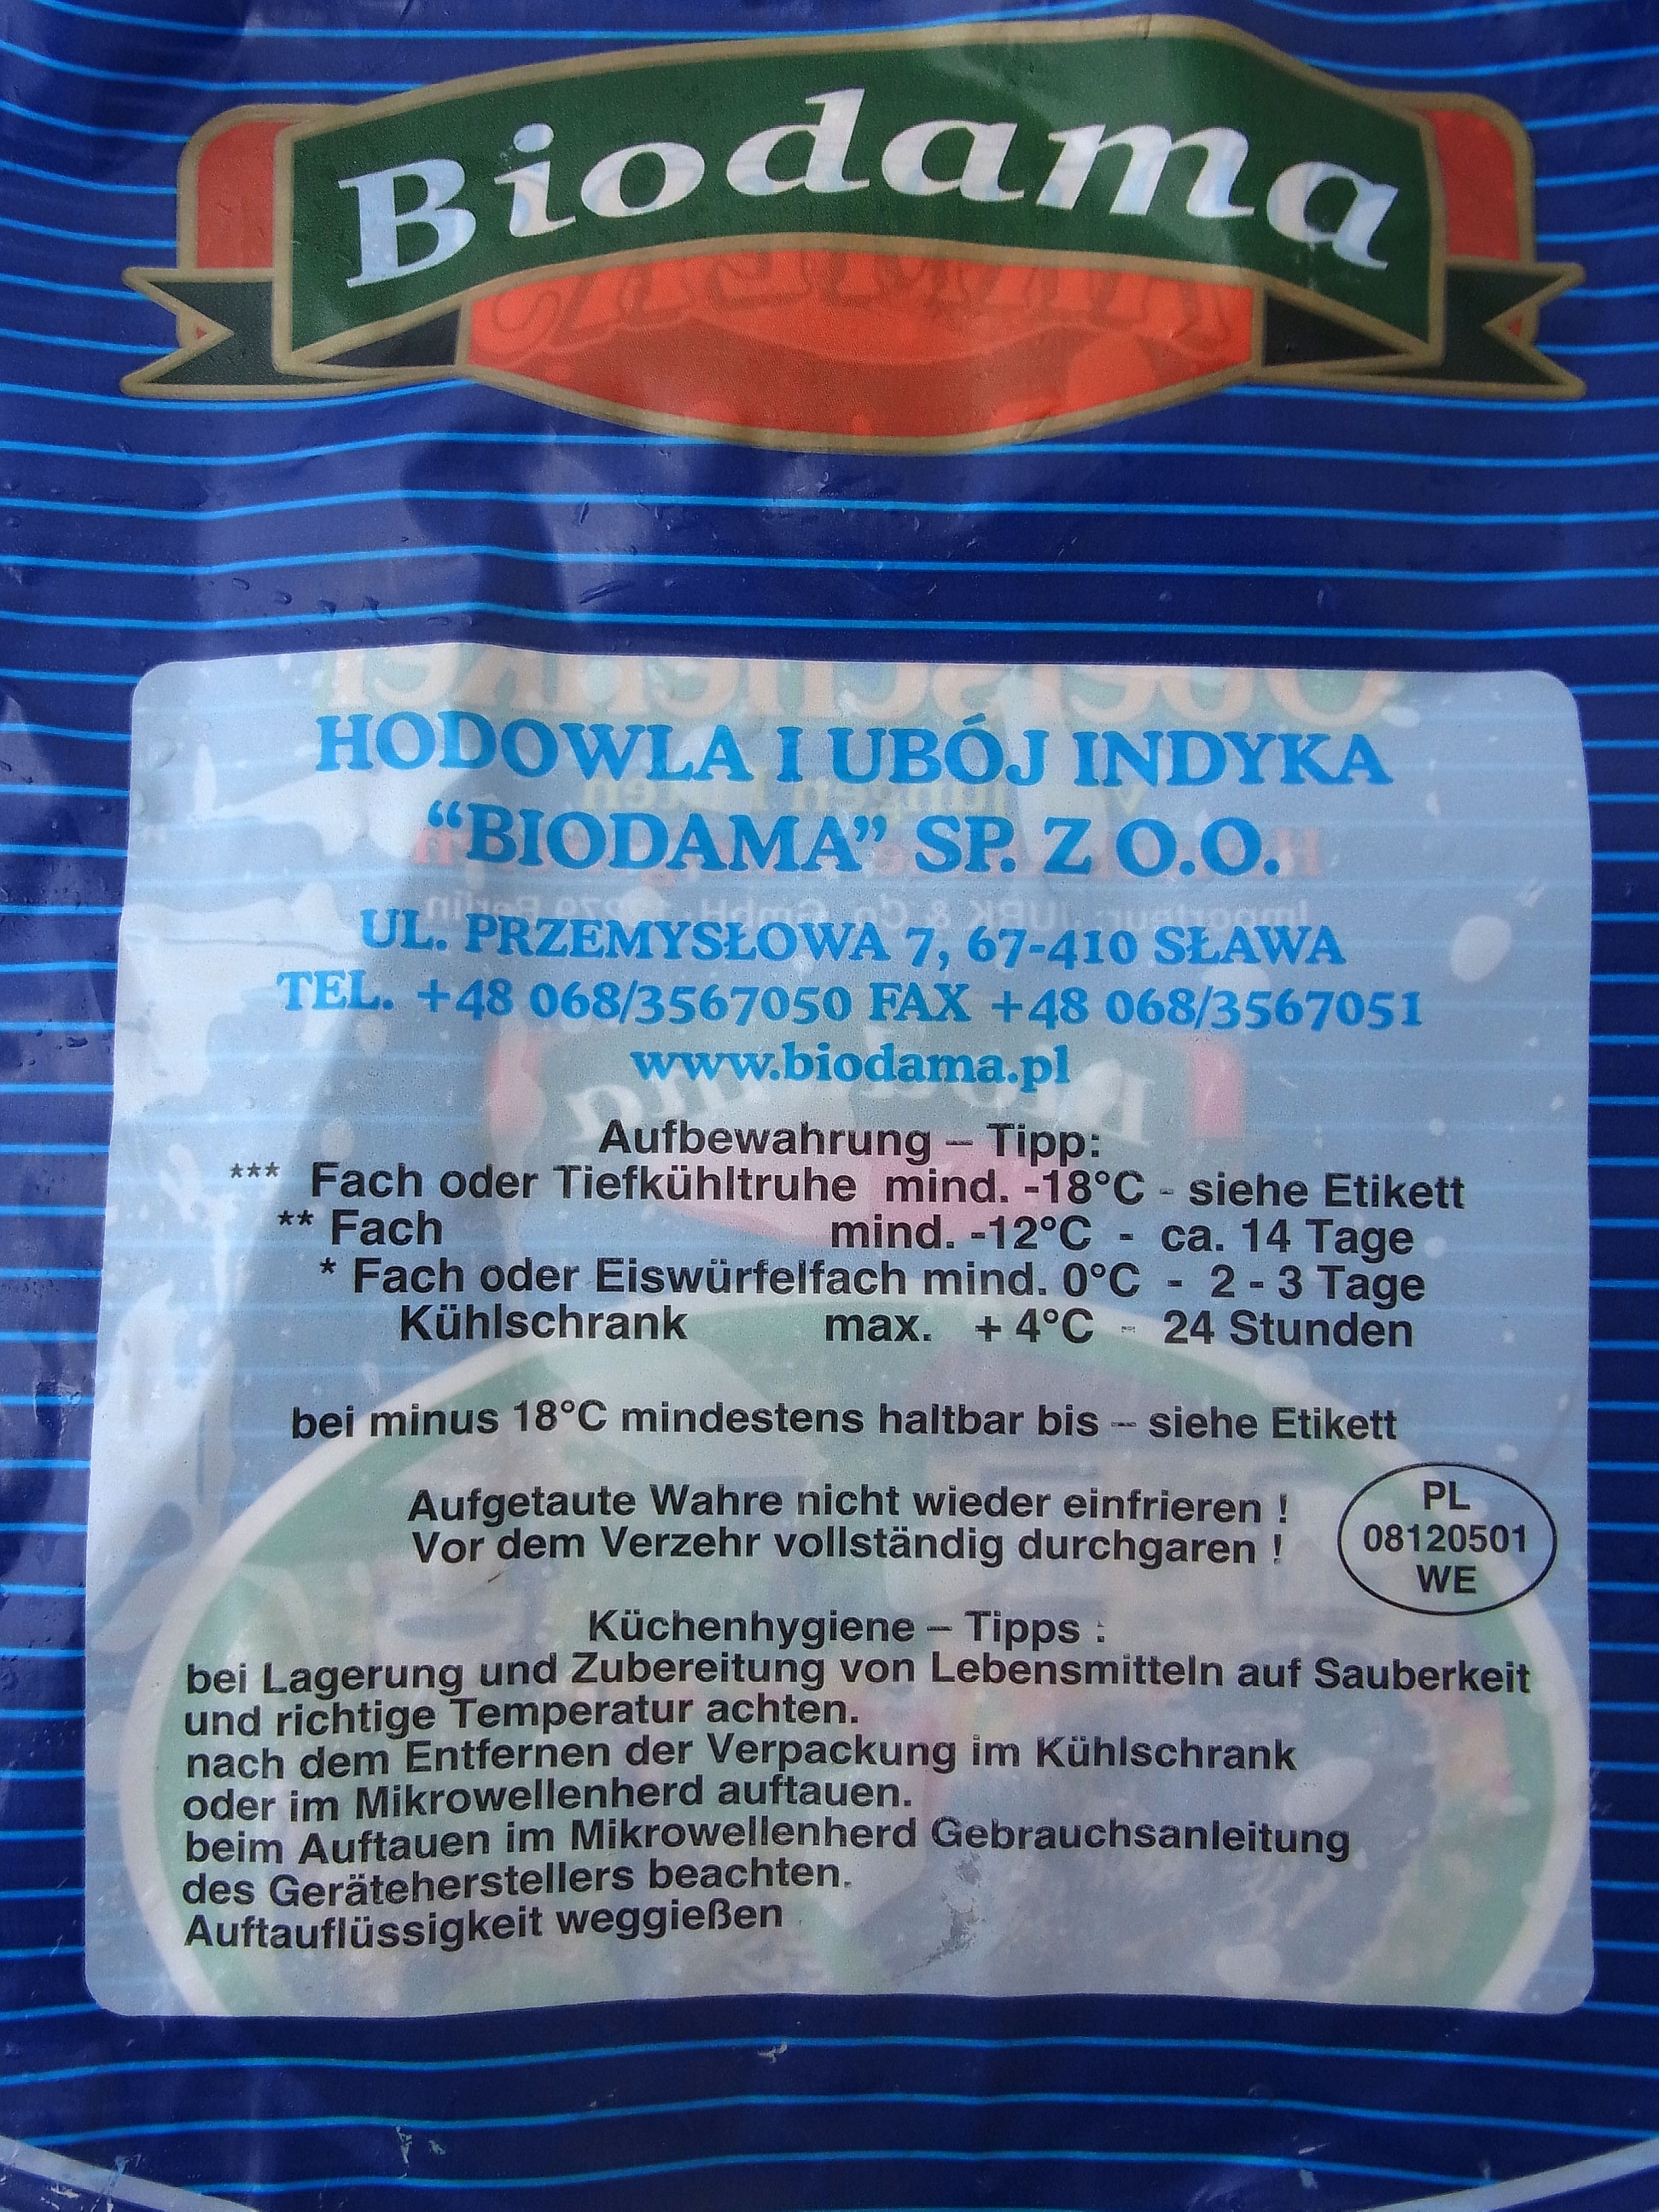 Biodama
HODOWLA I UBÓJ INDYKA
“BIODAMA” SP. Z O.O.
UL. PRZEMYSŁOWA 7, 67-410 SŁAWA
TEL. +48 068/3567050 FAX +48 068/3567051
www.biodama.pl
Aufbewahrung – Tipp:
*** Fach oder Tiefkühltruhe mind. -18°C - siehe Etikett
** Fach mind. -12°C - ca. 14 Tage
* Fach oder Eiswürfelfach mind. 0°C - 2 - 3 Tage
Kühlschrank max. + 4°C - 24 Stunden
bei minus 18°C mindestens haltbar bis – siehe Etikett
Aufgetaute Wahre nicht wieder einfrieren !
Vor dem Verzehr vollständig durchgaren !
PL
08120501
WE
Küchenhygiene – Tipps :
bei Lagerung und Zubereitung von Lebensmitteln auf Sauberkeit
und richtige Temperatur achten.
nach dem Entfernen der Verpackung im Kühlschrank
oder im Mikrowellenherd auftauen.
beim Auftauen im Mikrowellenherd Gebrauchsanleitung
des Geräteherstellers beachten.
Auftauflüssigkeit weggießen